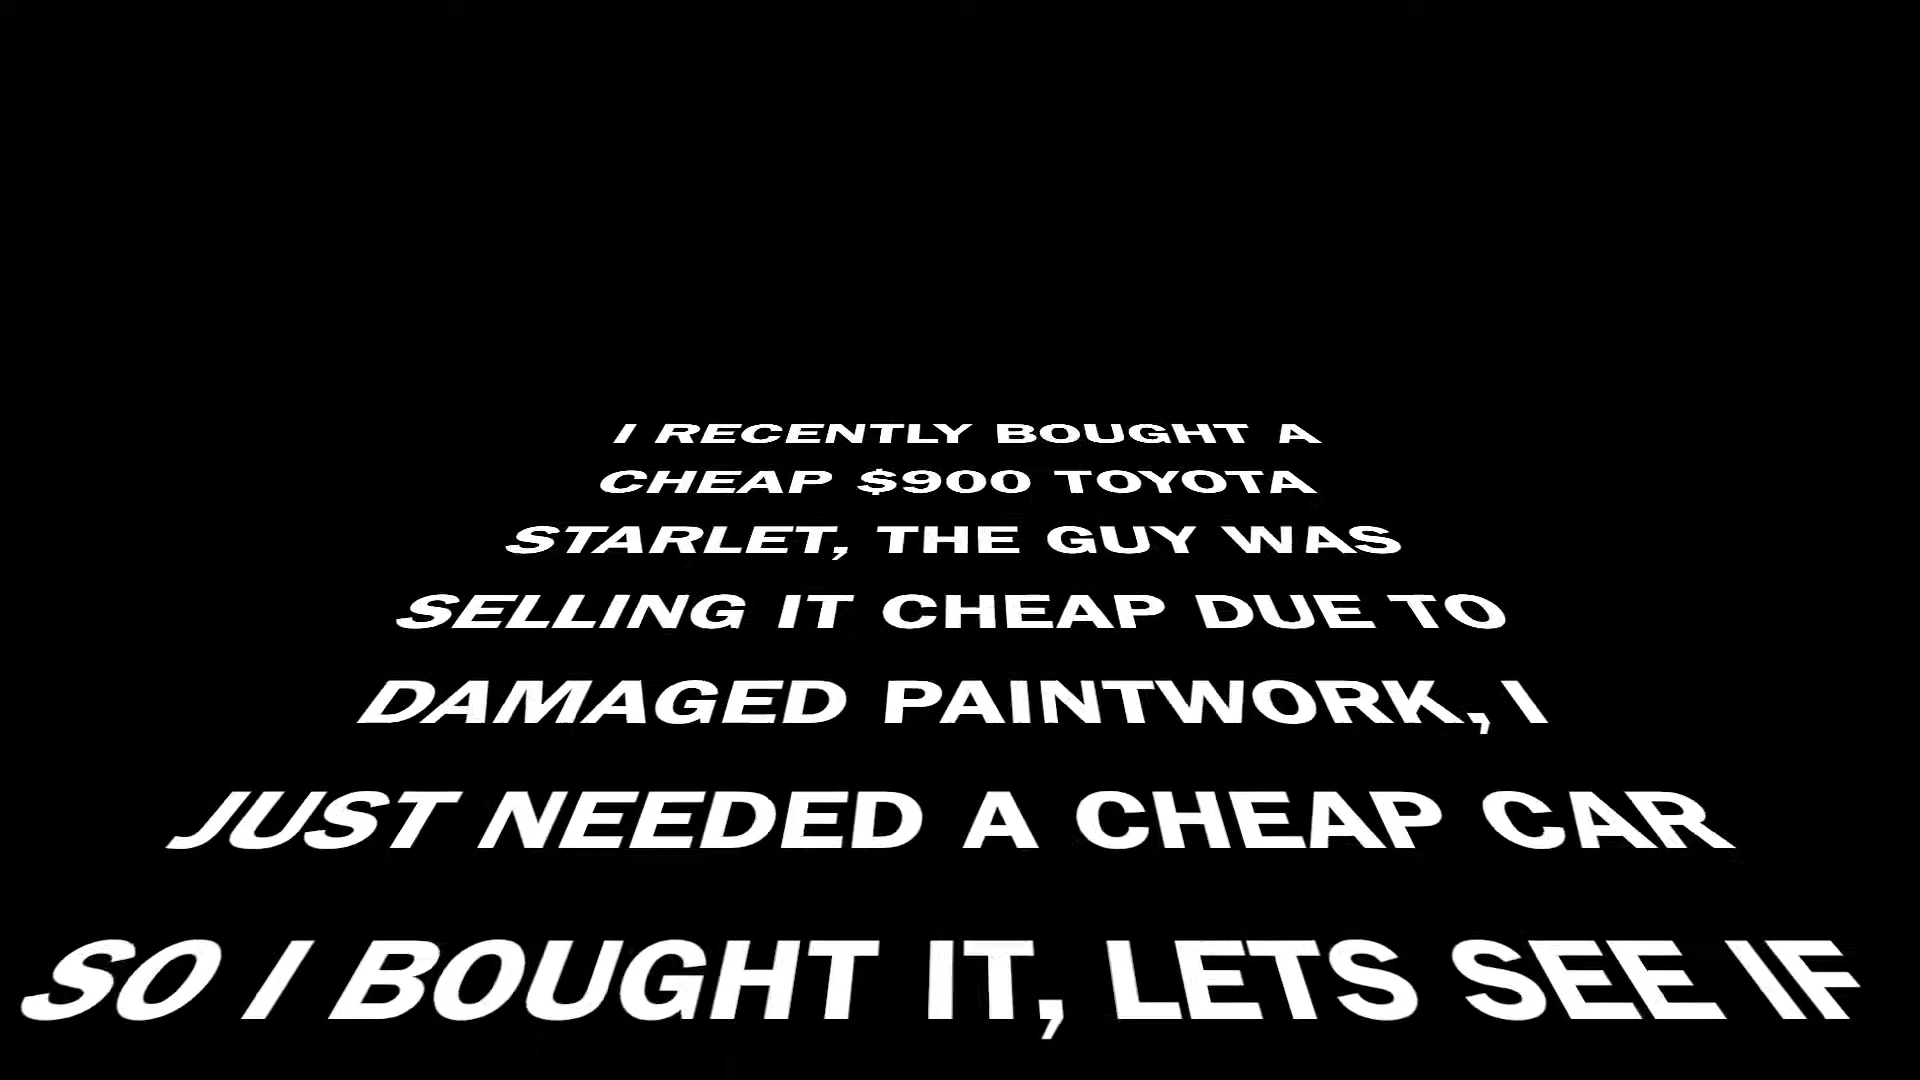 I RECENTLY BOUGHT A
CHEAP $900 TOYOTA
STARLET, THE GUY WAS
SELLING IT CHEAP DUE TO
DAMAGED PAINTWORK, I
JUST NEEDED A CHEAP CAR
SO I BOUGHT IT, LETS SEE IF